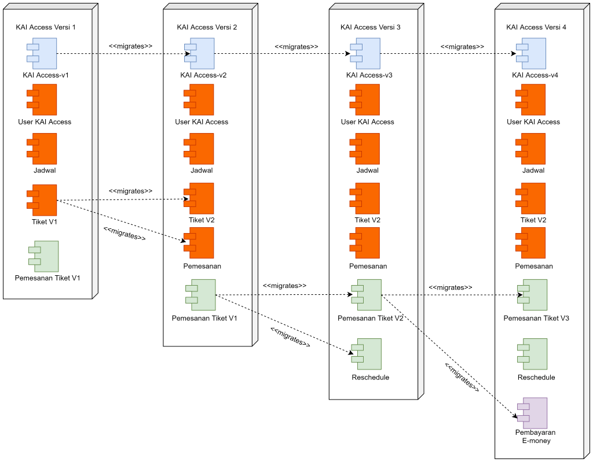 KAI Access Versi 1
KAI Access Versi 2
KAI Access Versi 3
KAI Access Versi 4
<<migrates>>
<<migrates>>
<<migrates>>
KAI Access-v1
KAI Access-v2
KAI Access-v3
KAI Access-v4
User KAI Access
User KAI Access
User KAI Access
User KAI Access
Jadwal
Jadwal
Jadwal
Jadwal
<<migrates>>
Tiket V1
Tiket V2
Tiket V2
Tiket V2
<<migrates>>
Pemesanan Tiket V1
Pemesanan
Pemesanan
Pemesanan
<<migrates>>
<<migrates>>
Pemesanan Tiket V1
Pemesanan Tiket V2
Pemesanan Tiket V3
<<migrates>>
Reschedule
Reschedule
<<migrates>>
Pembayaran
E-money